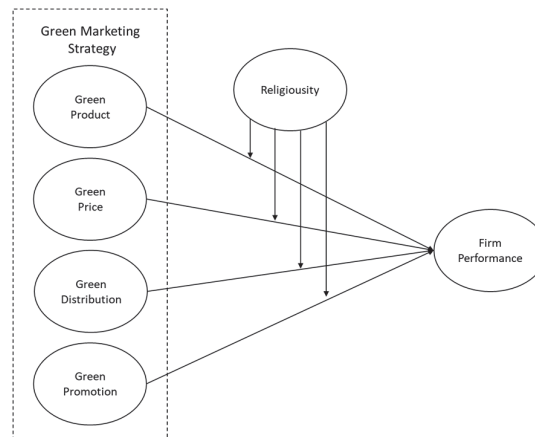 Green Marketing
Strategy
Green
Product
Religiousity
Green
Price
Firm
Performance
Green
Distribution
Green
Promotion